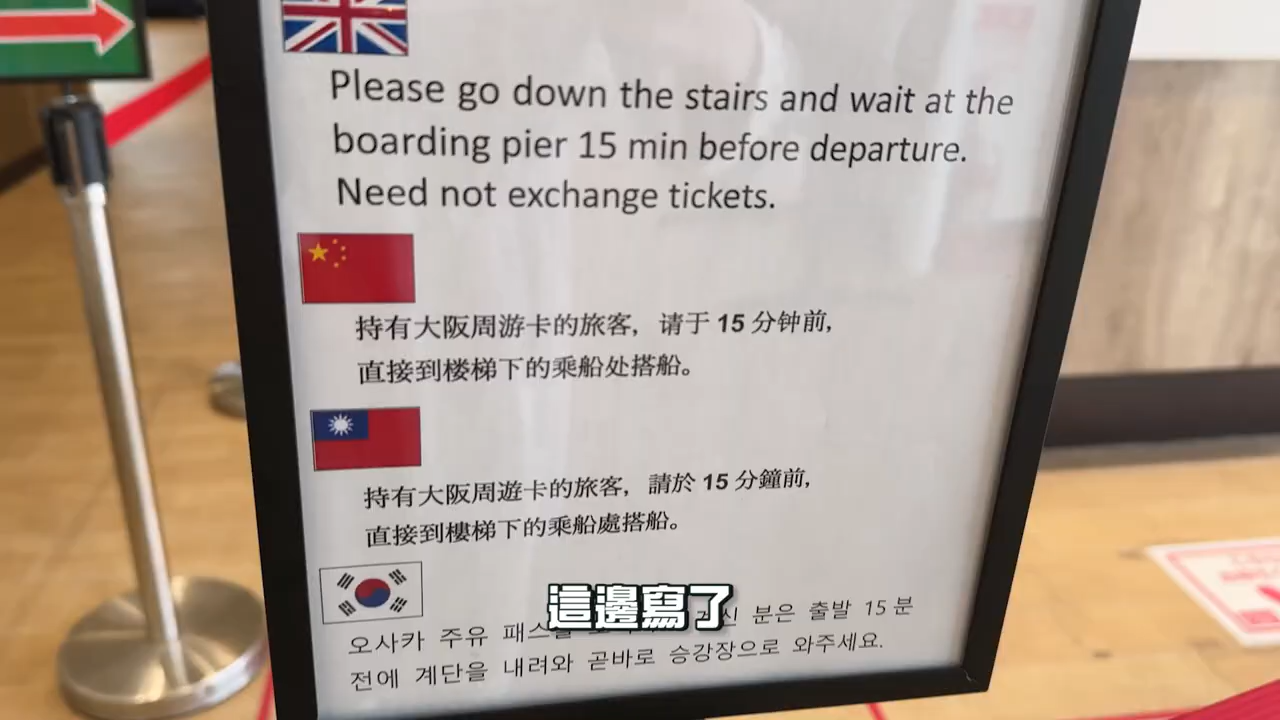 Please go down the stairs and wait at the
boarding pier 15 min before departure.
Need not exchange tickets.
持有大阪周游卡的旅客，请于 15 分钟前，
直接到楼梯下的乘船处搭船。
持有大阪周遊卡的旅客，請於 15 分鐘前，
直接到樓梯下的乘船處搭船。
這邊寫了
오사카 주유 분은 출발 15분
전에 계단을 내려와 곧바로 승강장으로 와주세요.